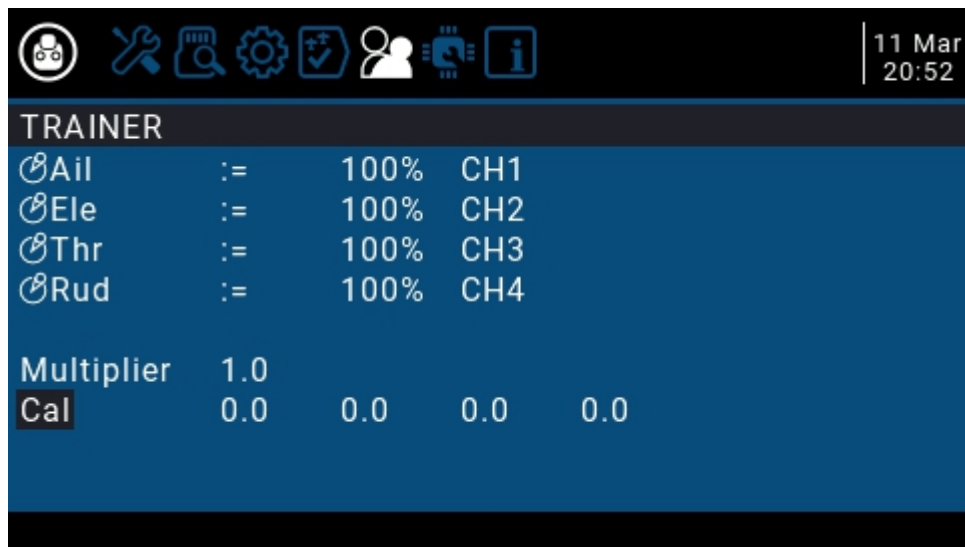 11 Mar
20:52
TRAINER
Ail := 100% CH1
Ele := 100% CH2
Thr := 100% CH3
Rud := 100% CH4
Multiplier 1.0
Cal 0.0 0.0 0.0 0.0